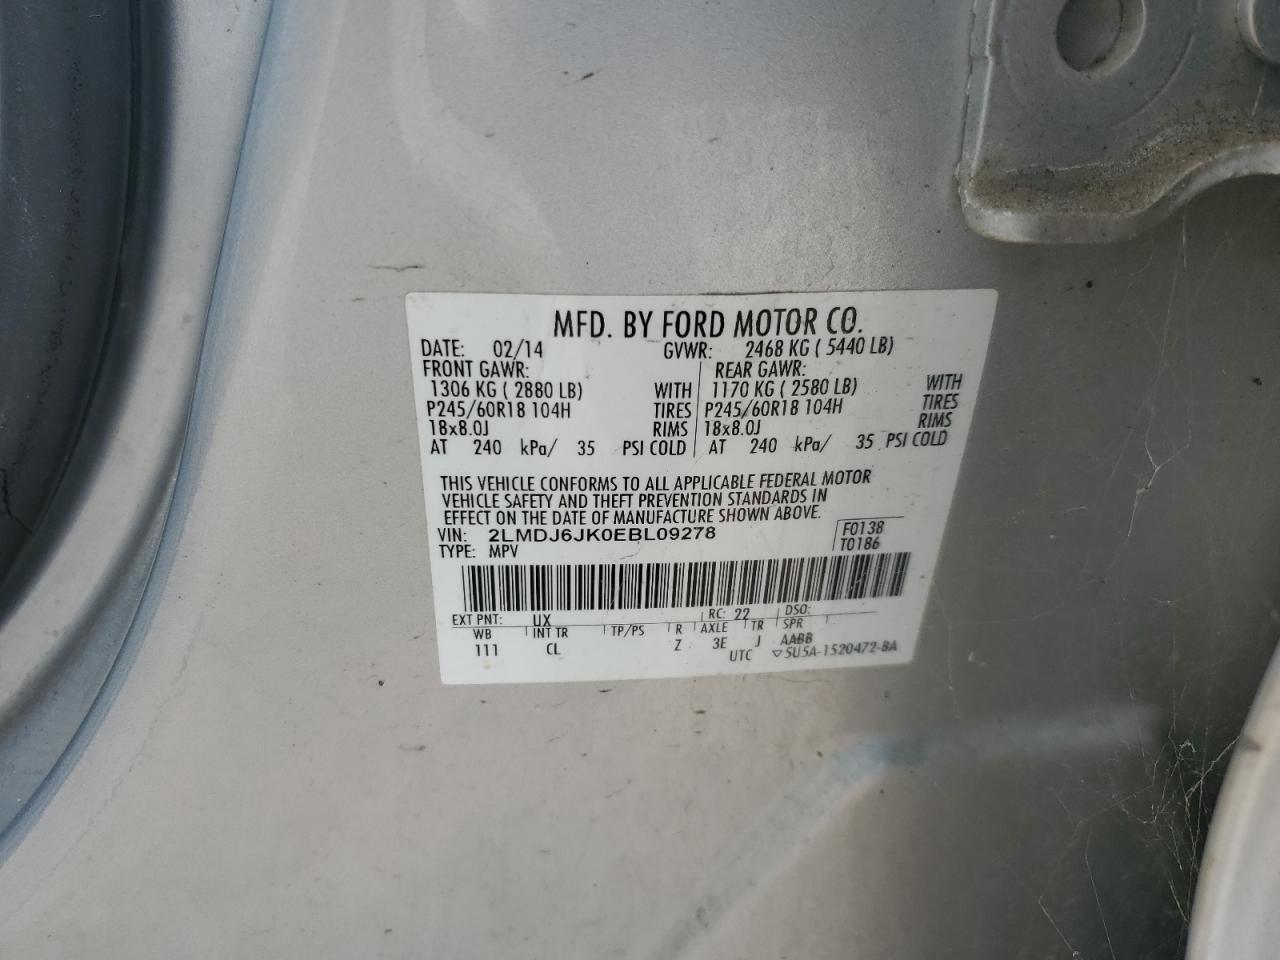 MFD. BY FORD MOTOR CO.
DATE: 02/14 GVWR: 2468 KG ( 5440 LB)
FRONT GAWR: REAR GAWR:
1306 KG ( 2880 LB) WITH 1170 KG ( 2580 LB) WITH
P245/60R18 104H TIRES P245/60R18 104H TIRES
18x8.0J RIMS 18x8.0J RIMS
AT 240 kPa/ 35 PSI COLD AT 240 kPa/ 35 PSI COLD
THIS VEHICLE CONFORMS TO ALL APPLICABLE FEDERAL MOTOR
VEHICLE SAFETY AND THEFT PREVENTION STANDARDS IN
EFFECT ON THE DATE OF MANUFACTURE SHOWN ABOVE.
VIN: 2LMDJ6JK0EBL09278 F0138
TYPE: MPV T0186
EXT PNT: UX RC: 22 DSO:
WB INT TR TP/PS R AXLE TR SPR
111 CL Z 3E J AABB
UTC ▽5U5A-1520472-BA